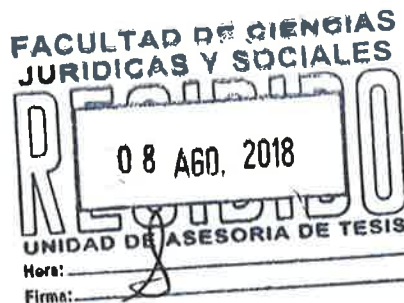 FACULTAD DE CIENCIAS
JURIDICAS Y SOCIALES
RECIBIDO
08 AGO, 2018
UNIDAD DE ASESORIA DE TESIS
Hora:
Firma: